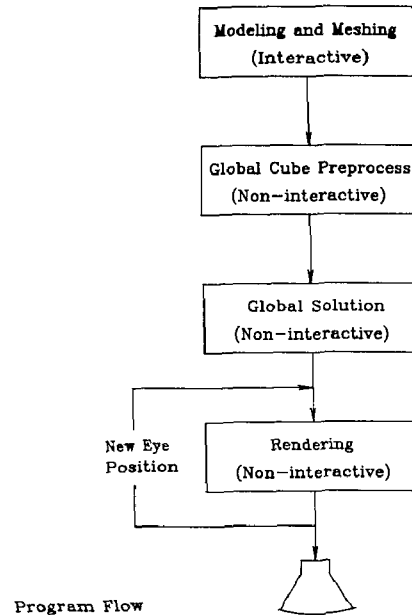 Modeling and Meshing
(Interactive)
Global Cube Preprocess
(Non-interactive)
Global Solution
(Non-interactive)
New Eye
Position
Rendering
(Non-interactive)
Program Flow